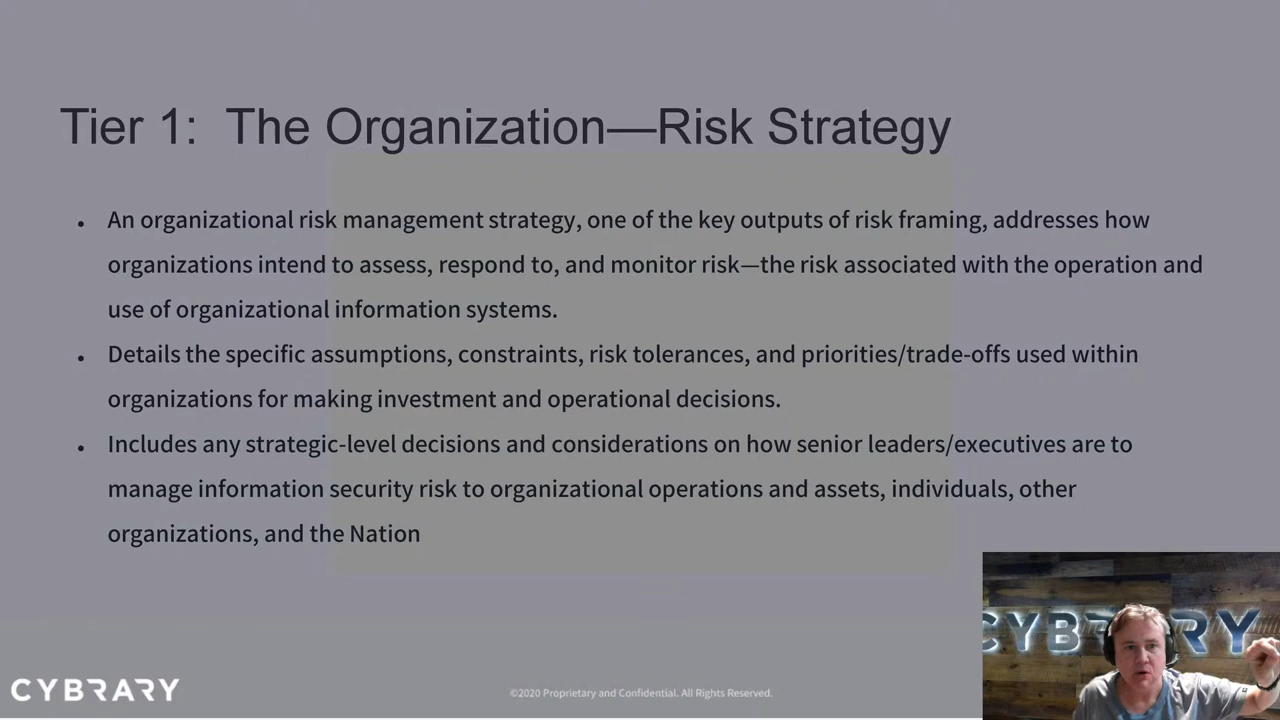 Tier 1: The Organization—Risk Strategy
• An organizational risk management strategy, one of the key outputs of risk framing, addresses how
organizations intend to assess, respond to, and monitor risk—the risk associated with the operation and
use of organizational information systems.
• Details the specific assumptions, constraints, risk tolerances, and priorities/trade-offs used within
organizations for making investment and operational decisions.
• Includes any strategic-level decisions and considerations on how senior leaders/executives are to
manage information security risk to organizational operations and assets, individuals, other
organizations, and the Nation
CYBRARY
CYBRARY
©2020 Proprietary and Confidential. All Rights Reserved.